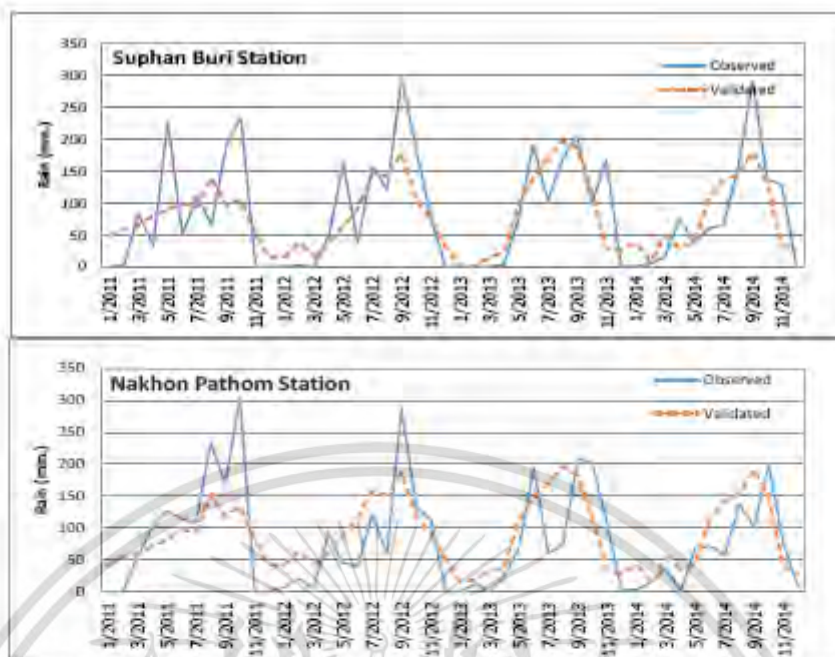 Suphan Buri Station
Observed
Validated
350
300
250
200
150
100
50
0
Rain (mm.)
1/2011 3/2011 5/2011 7/2011 9/2011 11/2011 1/2012 3/2012 5/2012 7/2012 9/2012 11/2012 1/2013 3/2013 5/2013 7/2013 9/2013 11/2013 1/2014 3/2014 5/2014 7/2014 9/2014 11/2014
Nakhon Pathom Station
Observed
Validated
350
300
250
200
150
100
50
0
Rain (mm.)
1/2011 3/2011 5/2011 7/2011 9/2011 11/2011 1/2012 3/2012 5/2012 7/2012 9/2012 11/2012 1/2013 3/2013 5/2013 7/2013 9/2013 11/2013 1/2014 3/2014 5/2014 7/2014 9/2014 11/2014